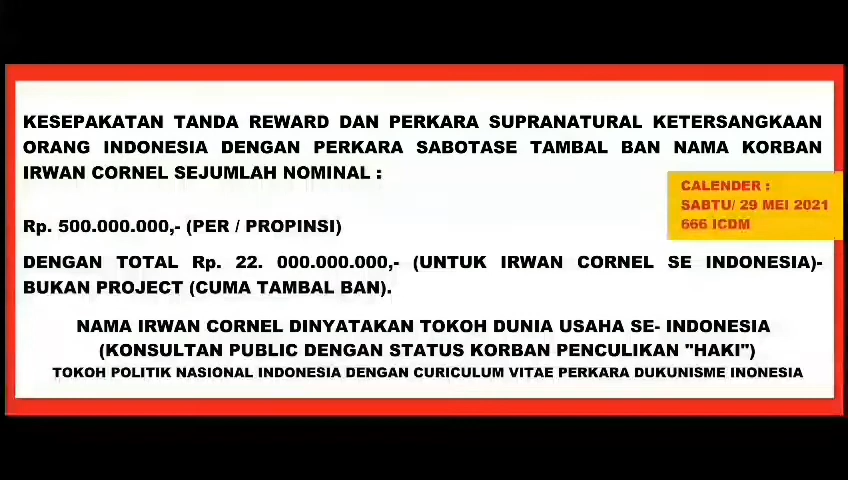 KESEPAKATAN TANDA REWARD DAN PERKARA SUPRANATURAL KETERSANGKAAN
ORANG INDONESIA DENGAN PERKARA SABOTASE TAMBAL BAN NAMA KORBAN
IRWAN CORNEL SEJUMLAH NOMINAL :
CALENDER :
SABTU/ 29 MEI 2021
666 ICDM
Rp. 500.000.000,- (PER / PROPINSI)
DENGAN TOTAL Rp. 22. 000.000.000,- (UNTUK IRWAN CORNEL SE INDONESIA)-
BUKAN PROJECT (CUMA TAMBAL BAN).
NAMA IRWAN CORNEL DINYATAKAN TOKOH DUNIA USAHA SE- INDONESIA
(KONSULTAN PUBLIC DENGAN STATUS KORBAN PENCULIKAN "HAKI")
TOKOH POLITIK NASIONAL INDONESIA DENGAN CURICULUM VITAE PERKARA DUKUNISME INONESIA